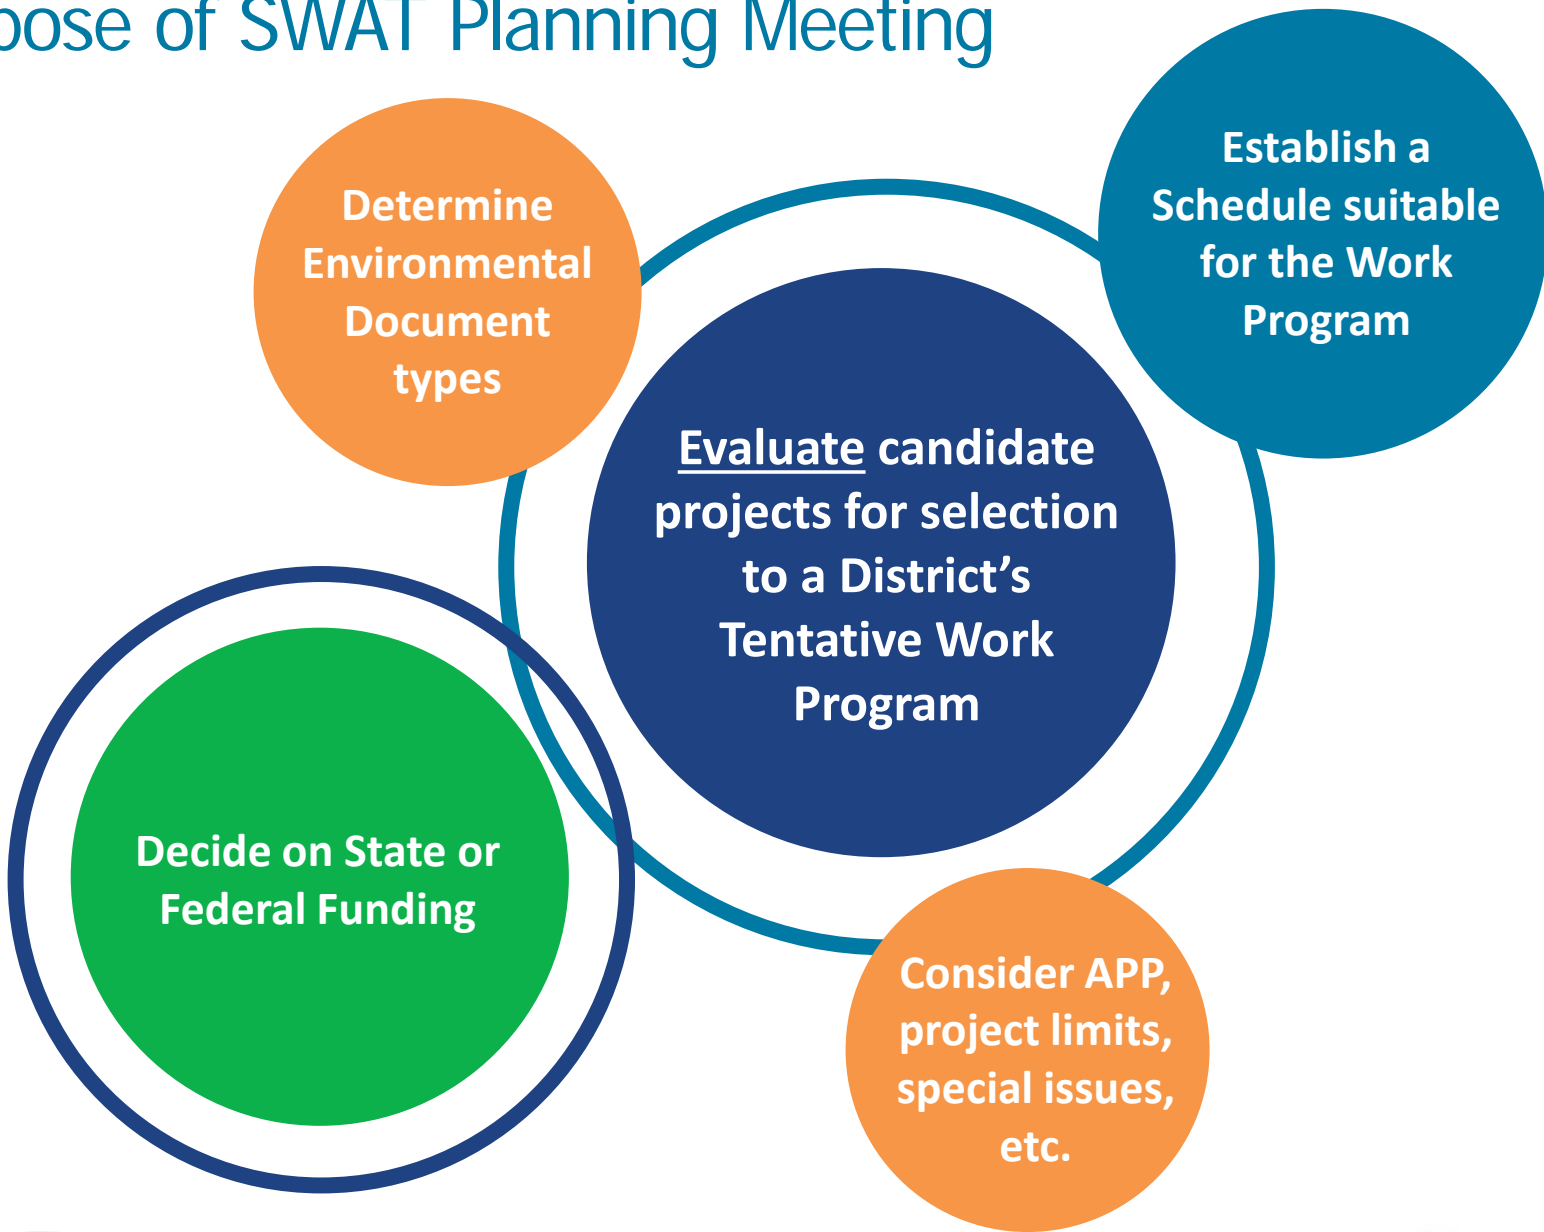 pose of SWAT Planning Meeting
Determine
Environmental
Document
types
Establish a
Schedule suitable
for the Work
Program
Evaluate candidate
projects for selection
to a District’s
Tentative Work
Program
Decide on State or
Federal Funding
Consider APP,
project limits,
special issues,
etc.